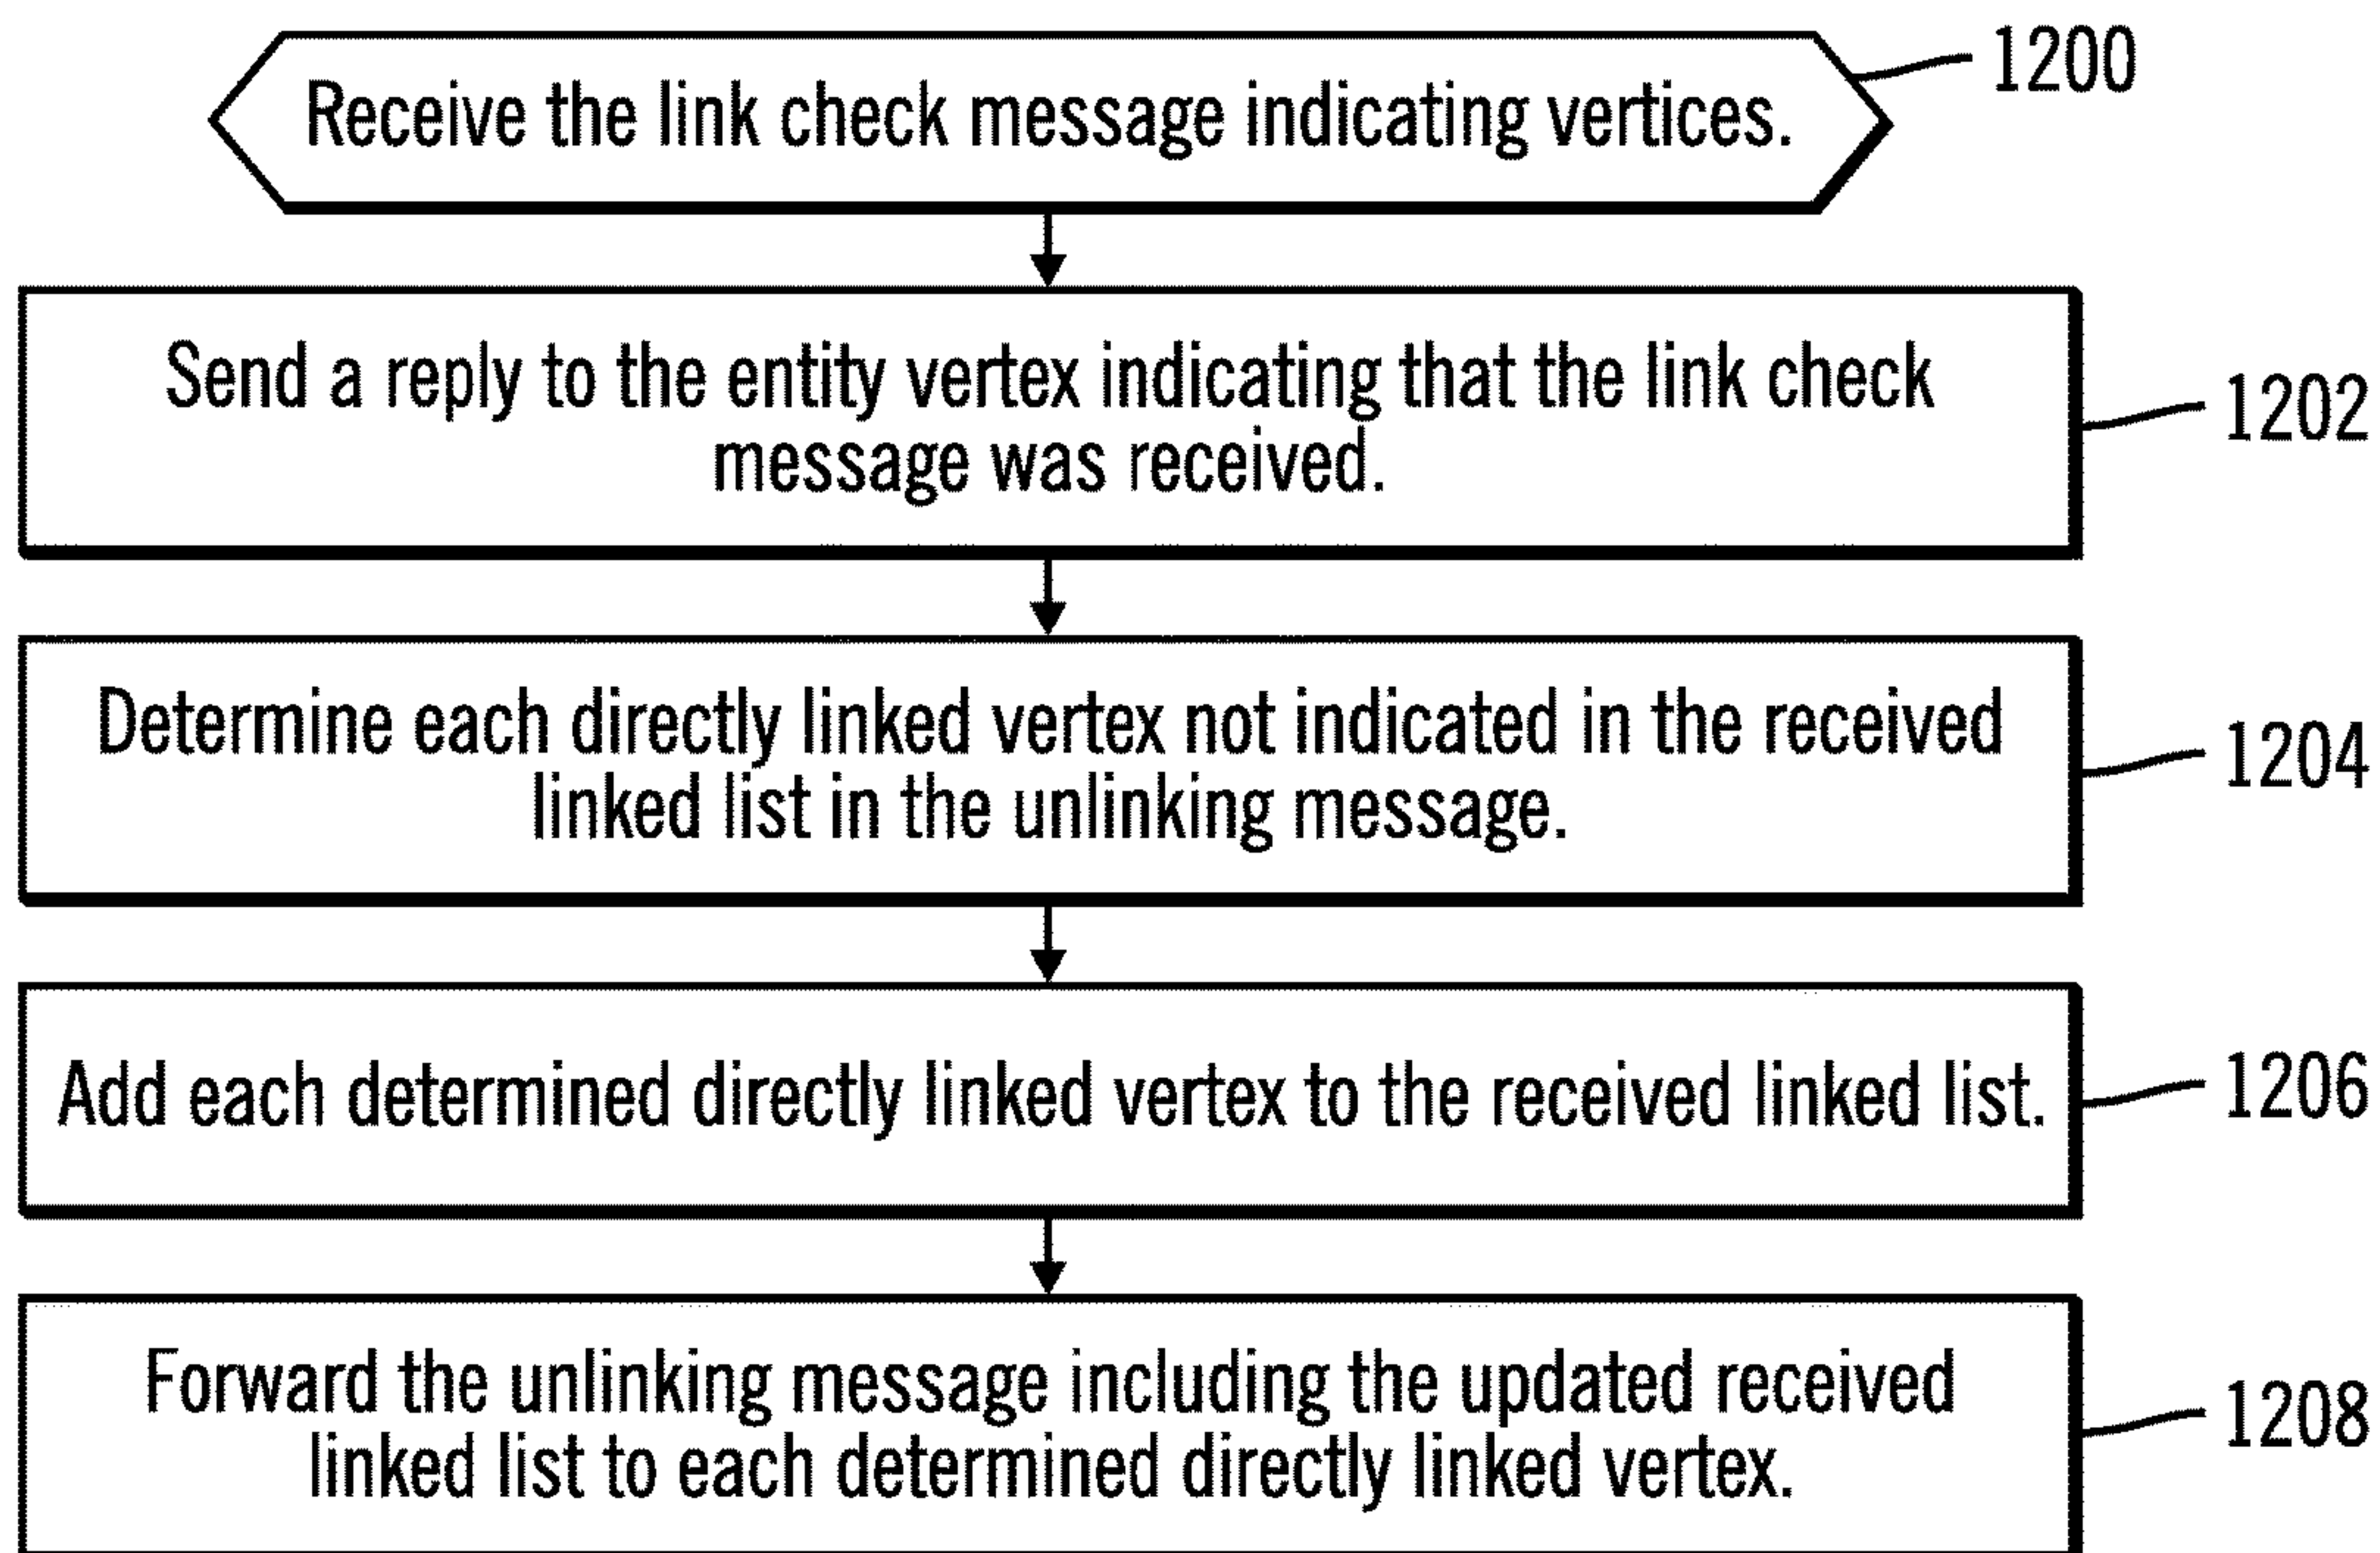 Receive the link check message indicating vertices.
1200
Send a reply to the entity vertex indicating that the link check
message was received.
1202
Determine each directly linked vertex not indicated in the received
linked list in the unlinking message.
1204
Add each determined directly linked vertex to the received linked list.
1206
Forward the unlinking message including the updated received
linked list to each determined directly linked vertex.
1208